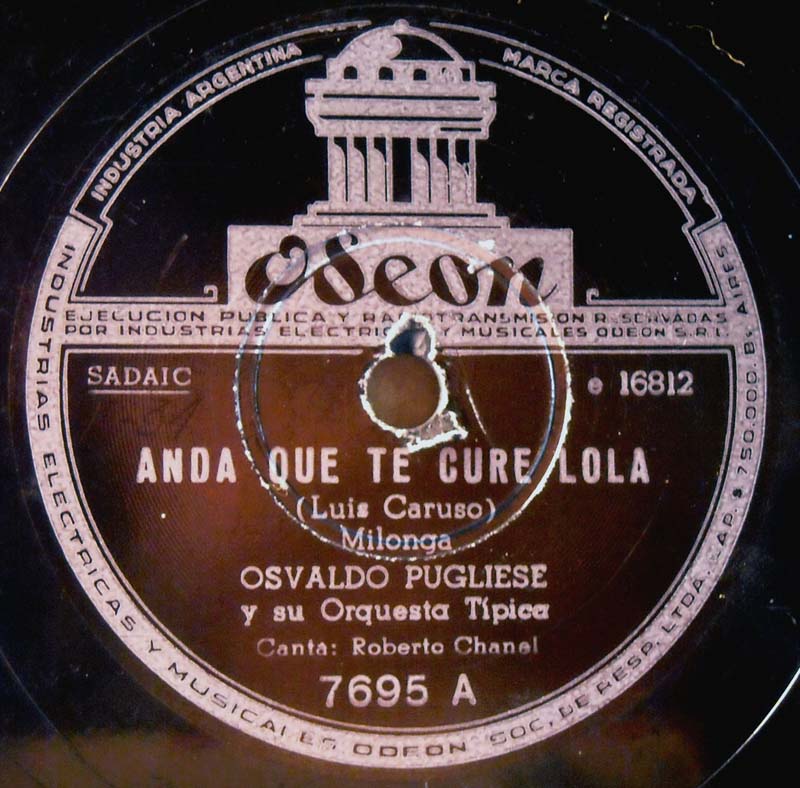 INDUSTRIA ARGENTINA
MARCA REGISTRADA
Odeon
EJECUCION PUBLICA Y RADIOTRANSMISION RESERVADAS
POR INDUSTRIAS ELECTRICAS Y MUSICALES ODEON S.R.L.
SADAIC
e 16812
ANDA QUE TE CURE LOLA
(Luis Caruso)
Milonga
OSVALDO PUGLIESE
y su Orquesta Típica
Canta: Roberto Chanel
7695 A
INDUSTRIAS ELECTRICAS Y MUSICALES ODEON SOC. DE RESP. LTDA. CAP. $ 750.000. Bs. AIRES